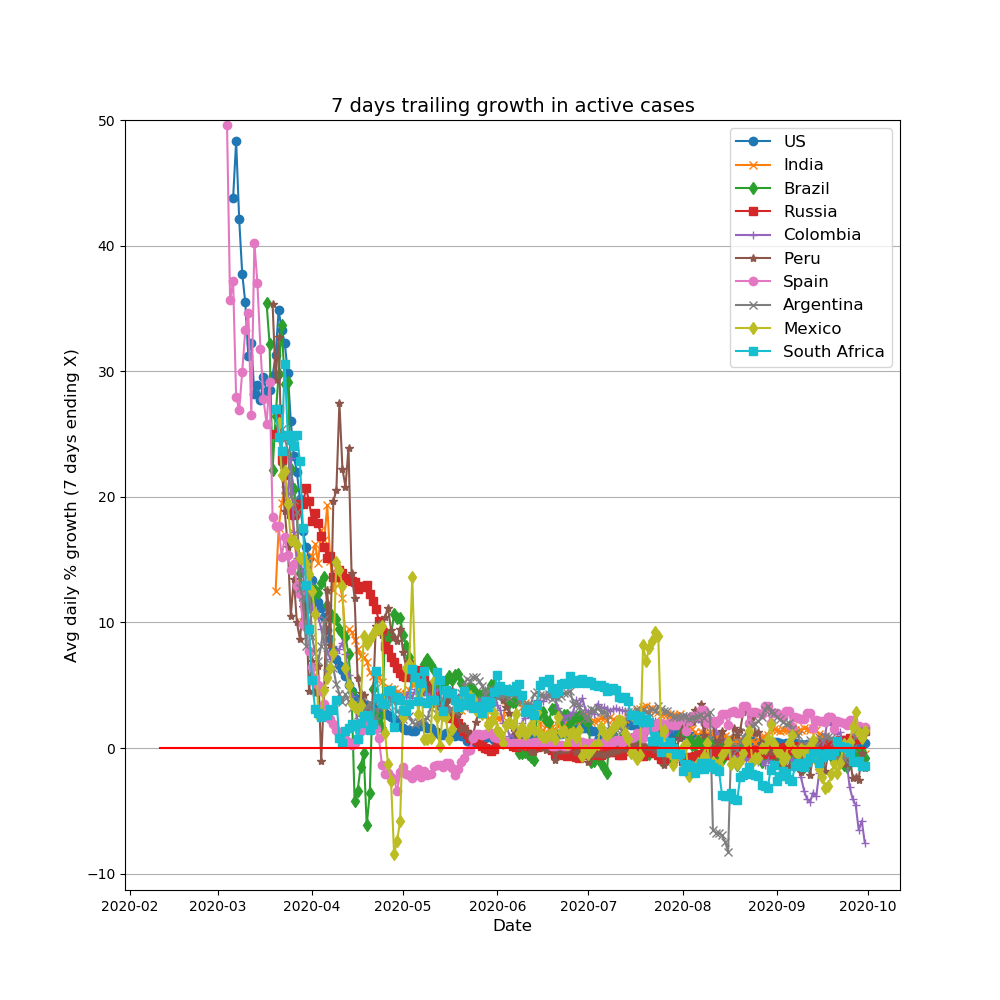 7 days trailing growth in active cases
Avg daily % growth (7 days ending X)
50
40
30
20
10
0
−10
US
India
Brazil
Russia
Colombia
Peru
Spain
Argentina
Mexico
South Africa
2020-02 2020-03 2020-04 2020-05 2020-06 2020-07 2020-08 2020-09 2020-10
Date